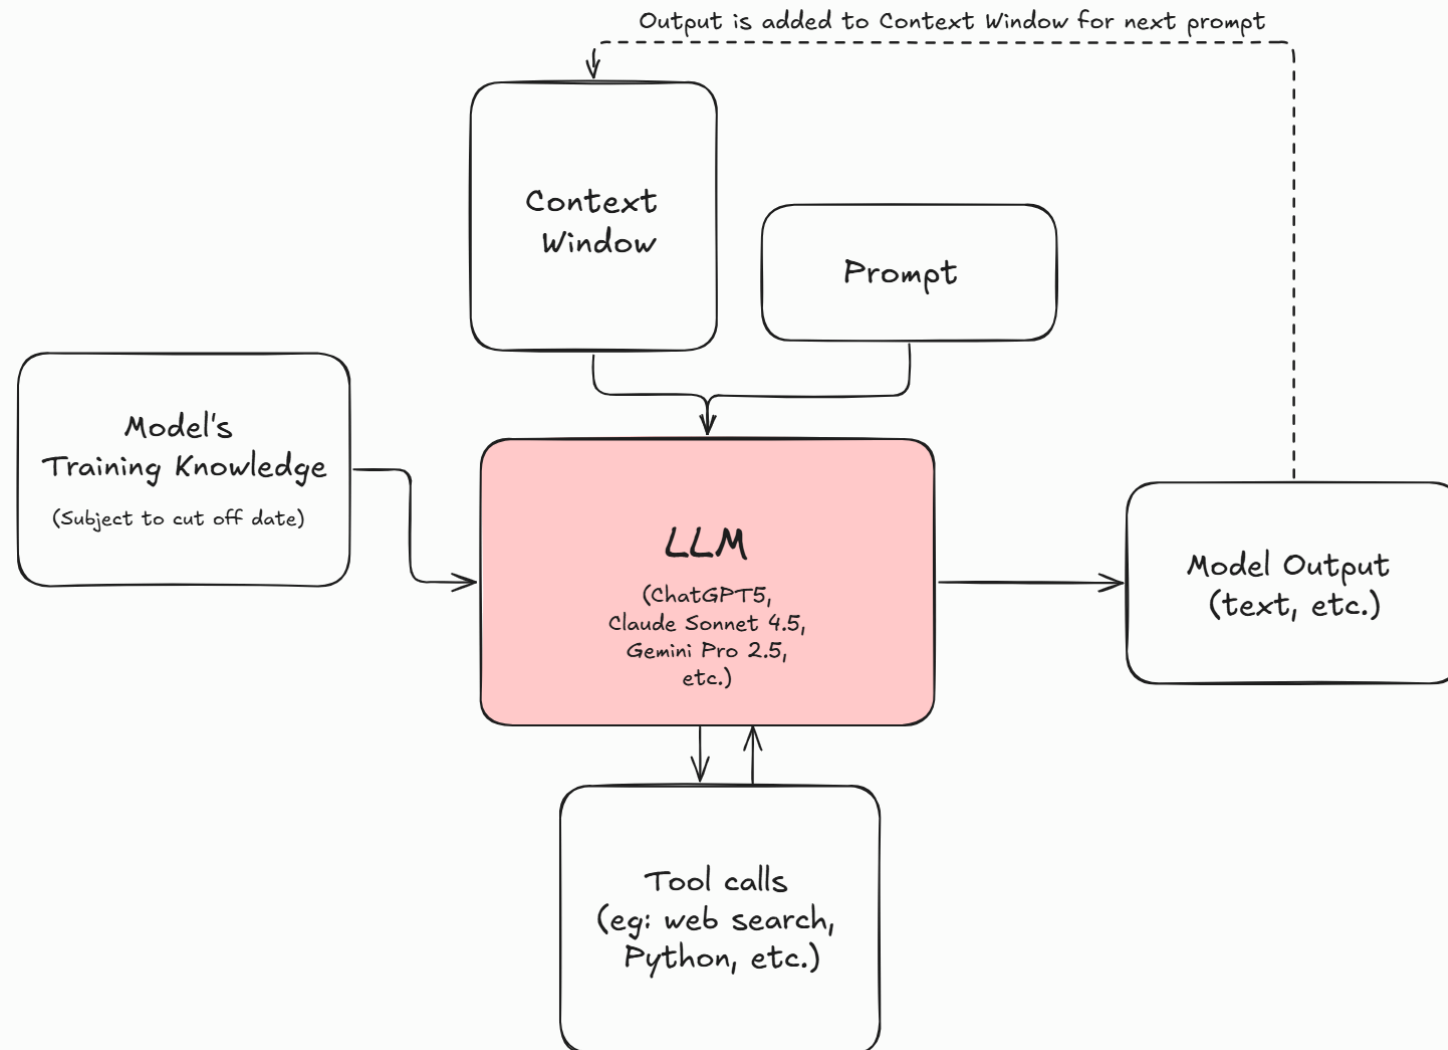 Output is added to Context Window for next prompt
Context
Window
Prompt
Model's
Training Knowledge
(Subject to cut off date)
LLM
(ChatGPT5,
Claude Sonnet 4.5,
Gemini Pro 2.5,
etc.)
Model Output
(text, etc.)
Tool calls
(eg: web search,
Python, etc.)